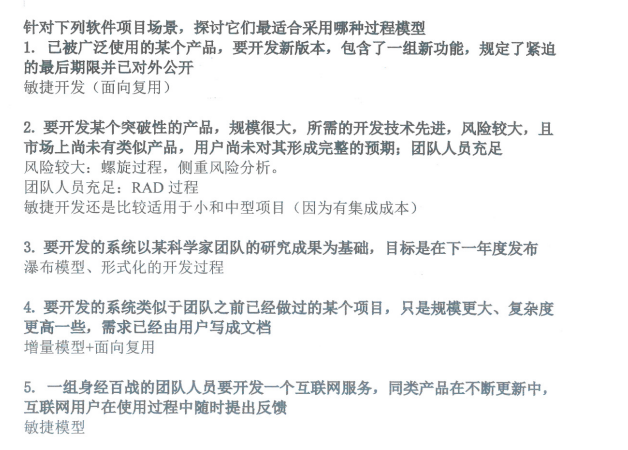 针对下列软件项目场景，探讨它们最适合采用哪种过程模型
1. 已被广泛使用的某个产品，要开发新版本，包含了一组新功能，规定了紧迫
的最后期限并已对外公开
敏捷开发（面向复用）
2. 要开发某个突破性的产品，规模很大，所需的开发技术先进，风险较大，且
市场上尚未有类似产品，用户尚未对其形成完整的预期；团队人员充足
风险较大：螺旋过程，侧重风险分析。
团队人员充足：RAD 过程
敏捷开发还是比较适用于小和中型项目（因为有集成成本）
3. 要开发的系统以某科学家团队的研究成果为基础，目标是在下一年度发布
瀑布模型、形式化的开发过程
4. 要开发的系统类似于团队之前已经做过的某个项目，只是规模更大、复杂度
更高一些，需求已经由用户写成文档
增量模型+面向复用
5. 一组身经百战的团队人员要开发一个互联网服务，同类产品在不断更新中，
互联网用户在使用过程中随时提出反馈
敏捷模型